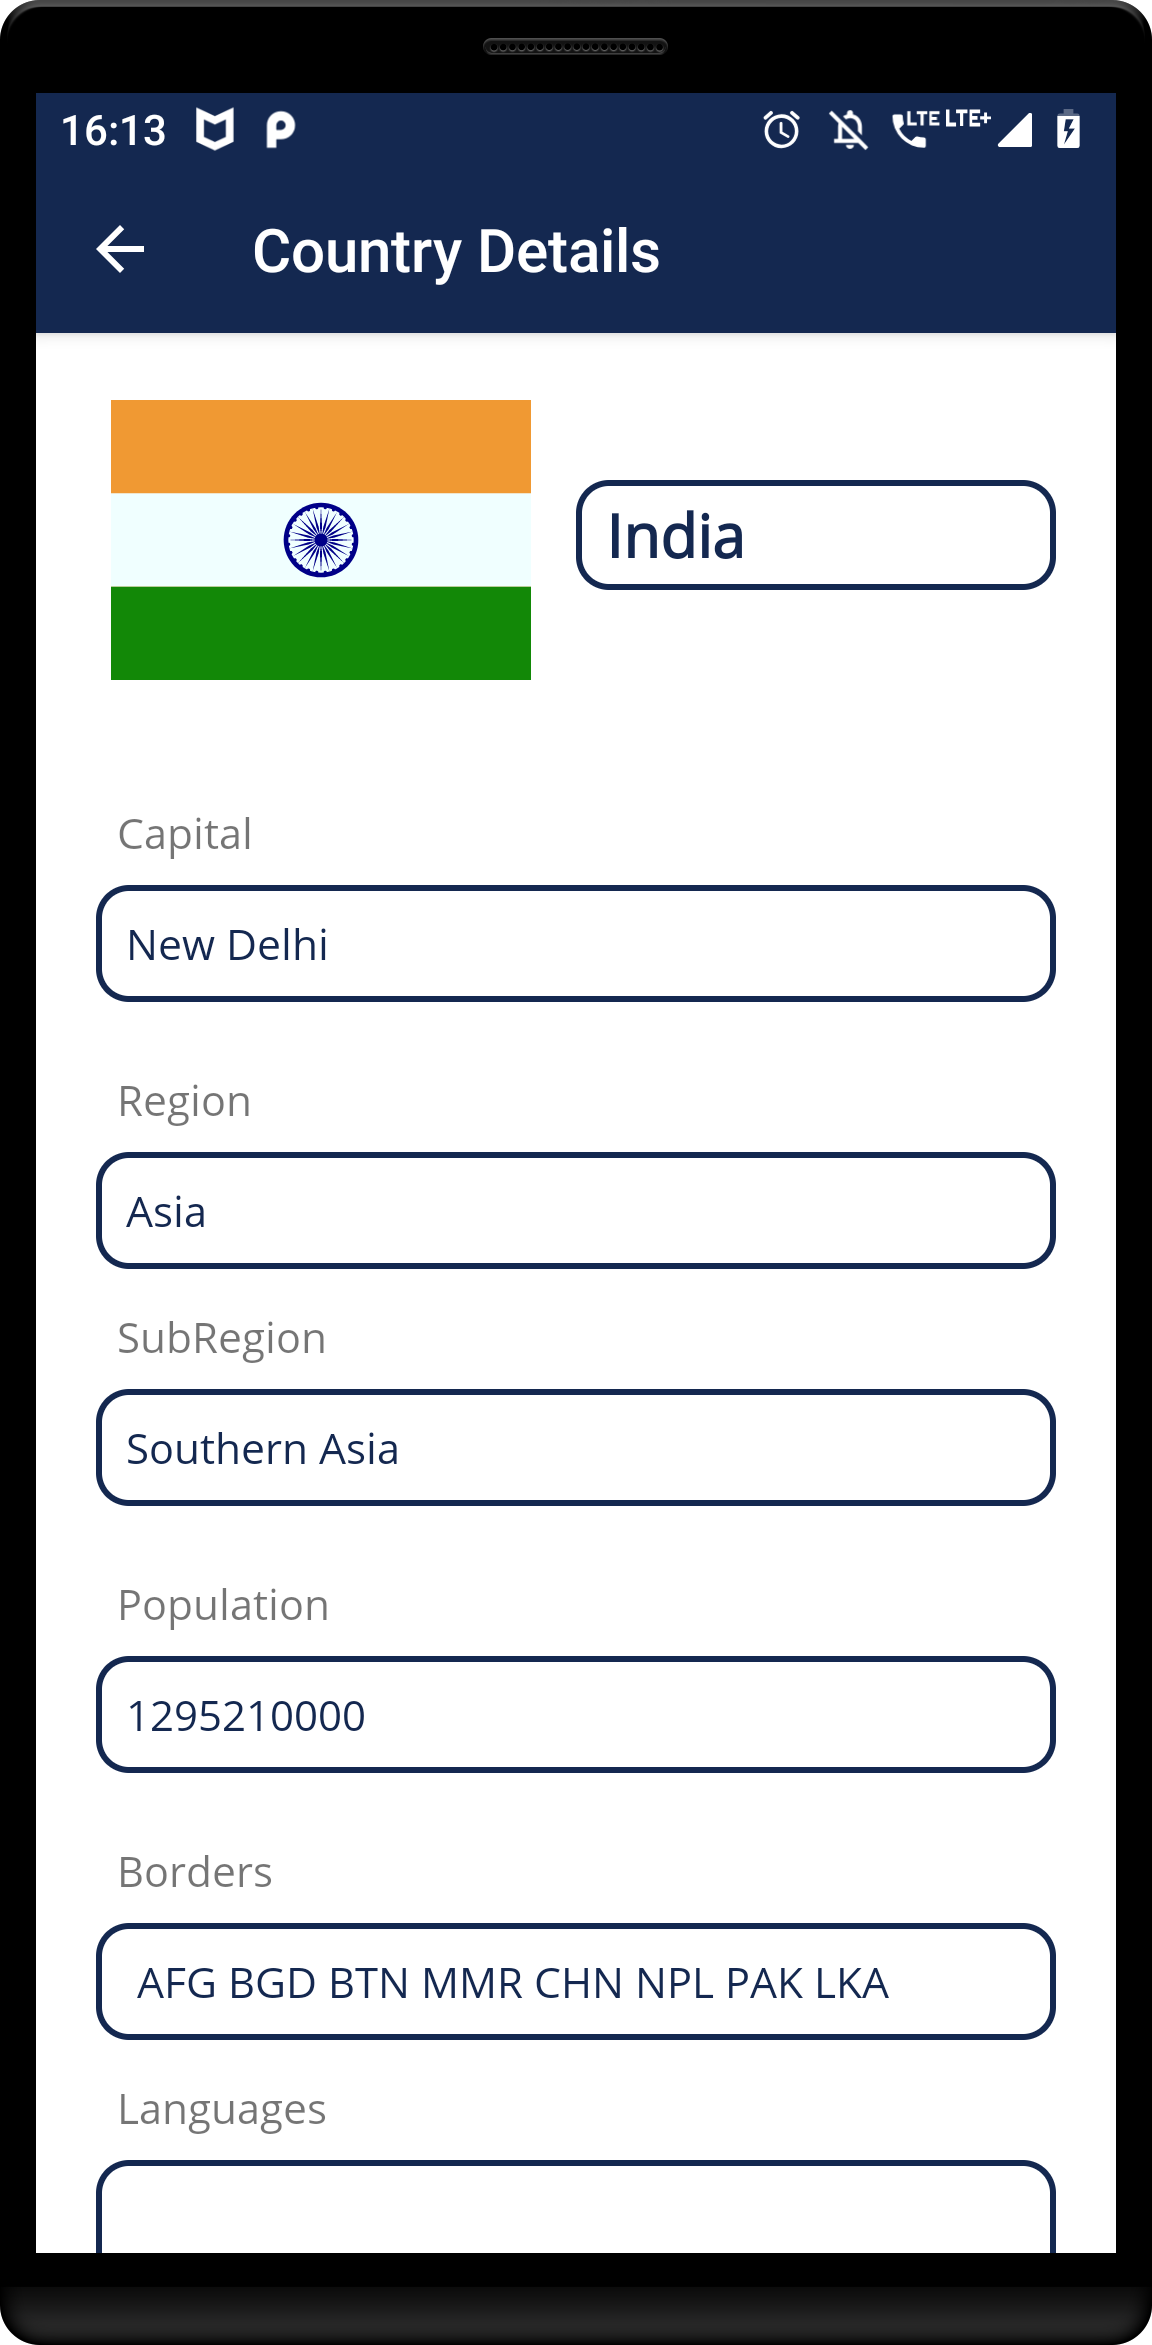 16:13
LTE LTE+
Country Details
India
Capital
New Delhi
Region
Asia
SubRegion
Southern Asia
Population
1295210000
Borders
AFG BGD BTN MMR CHN NPL PAK LKA
Languages